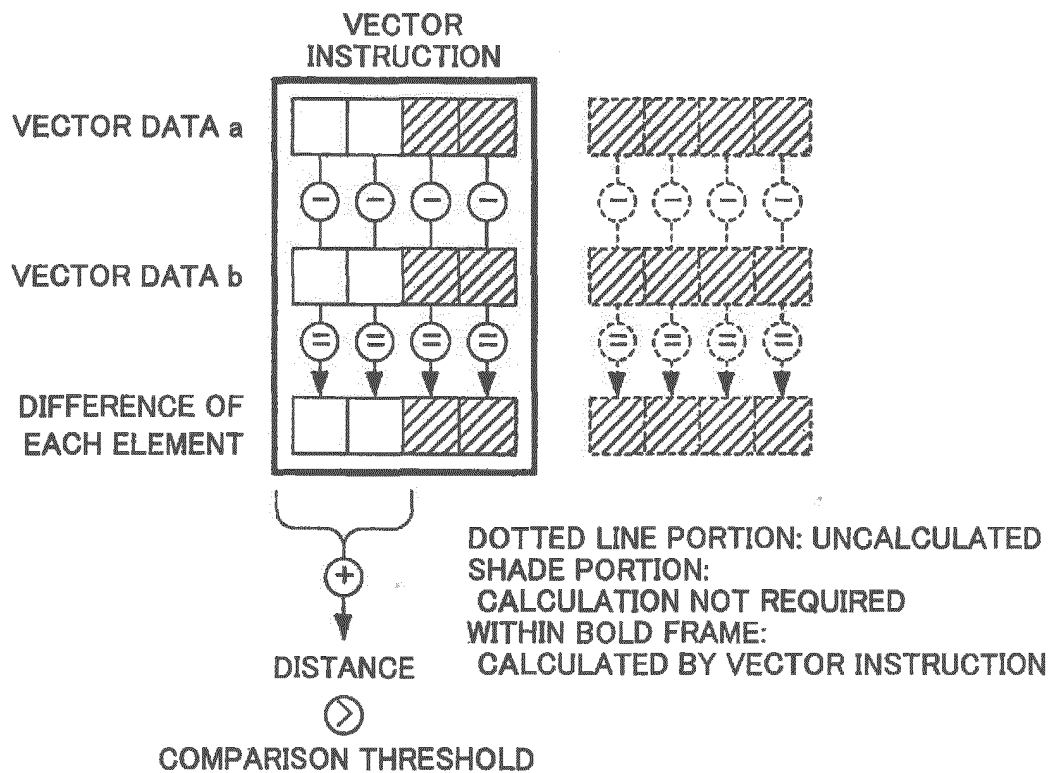 VECTOR
INSTRUCTION
VECTOR DATA a
− − − −
− − − −
VECTOR DATA b
= = = =
= = = =
DIFFERENCE OF
EACH ELEMENT
+
DOTTED LINE PORTION: UNCALCULATED
SHADE PORTION:
CALCULATION NOT REQUIRED
WITHIN BOLD FRAME:
CALCULATED BY VECTOR INSTRUCTION
DISTANCE
>
COMPARISON THRESHOLD